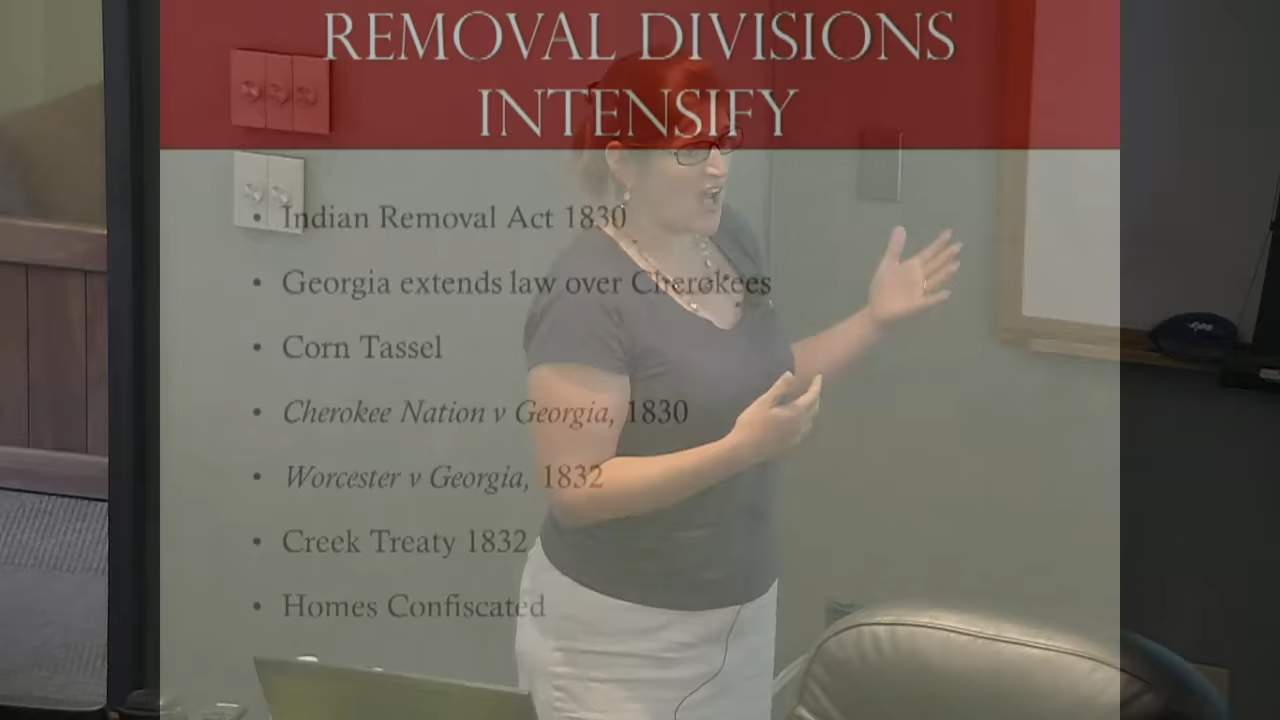 REMOVAL DIVISIONS
INTENSIFY
• Indian Removal Act 1830
• Georgia extends law over Cherokees
• Corn Tassel
• Cherokee Nation v Georgia, 1830
• Worcester v Georgia, 1832
• Creek Treaty 1832
• Homes Confiscated